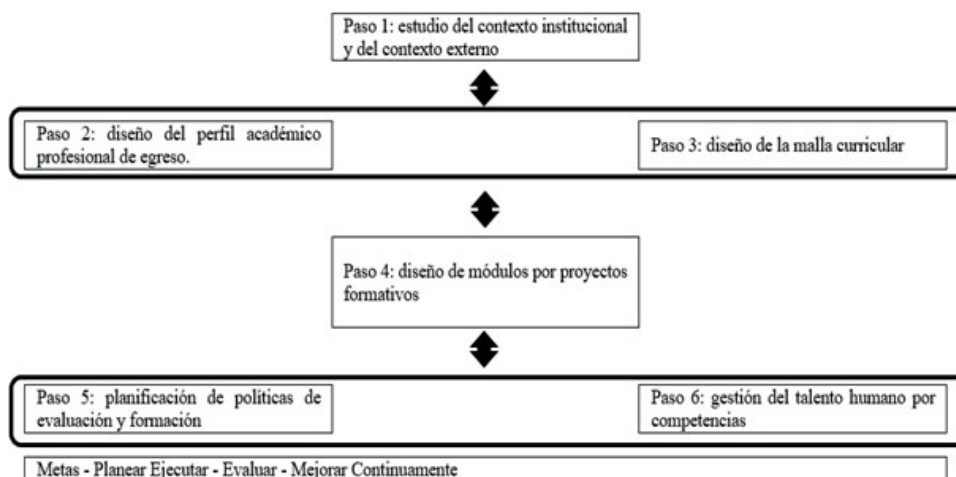 Paso 1: estudio del contexto institucional
y del contexto externo
Paso 2: diseño del perfil académico
profesional de egreso.
Paso 3: diseño de la malla curricular
Paso 4: diseño de módulos por proyectos
formativos
Paso 5: planificación de políticas de
evaluación y formación
Paso 6: gestión del talento humano por
competencias
Metas - Planear Ejecutar - Evaluar - Mejorar Continuamente